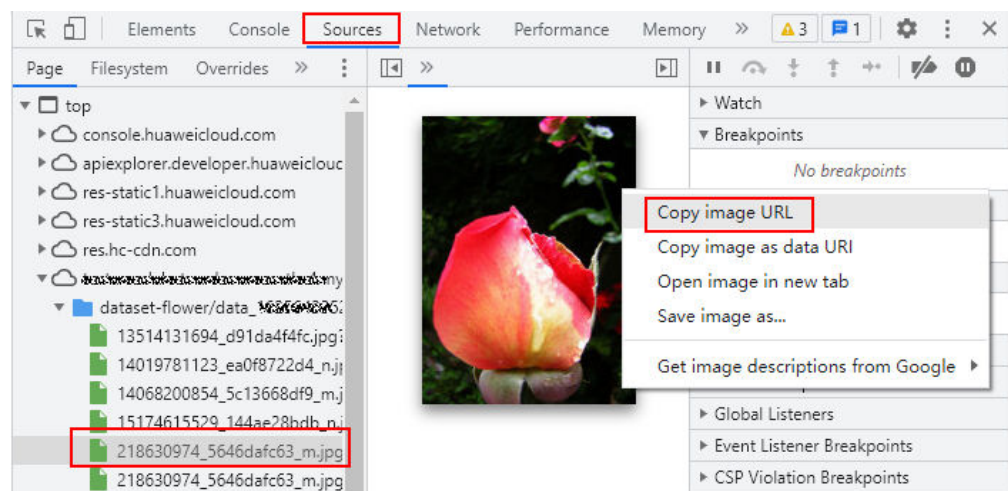 Elements Console Sources Network Performance Memory » 3 1
Page Filesystem Overrides » »
top
console.huaweicloud.com
apiexplorer.developer.huaweiclouc
res-static1.huaweicloud.com
res-static3.huaweicloud.com
res.hc-cdn.com
my
dataset-flower/data_
13514131694_d91da4f4fc.jpg?
14019781123_ea0f8722d4_n.j
14068200854_5c13668df9_m.j
15174615529_144ae28bdb_n.j
218630974_5646dafc63_m.jpg
218630974_5646dafc63_m.jpg
Watch
Breakpoints
No breakpoints
Copy image URL
Copy image as data URI
Open image in new tab
Save image as...
Get image descriptions from Google
Global Listeners
Event Listener Breakpoints
CSP Violation Breakpoints